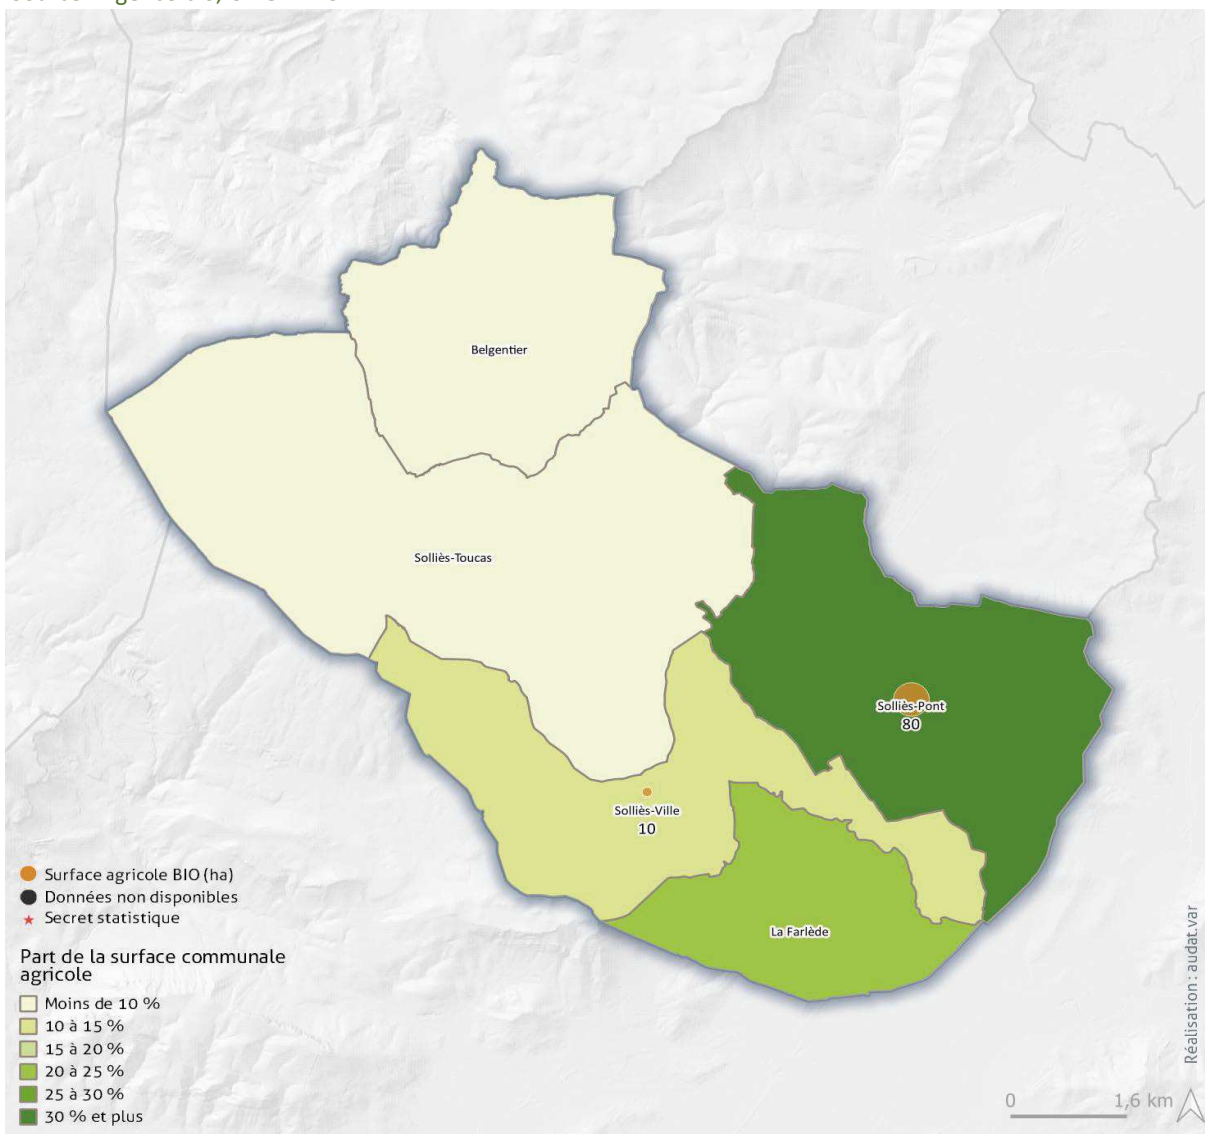 Belgentier
Solliès-Toucas
Solliès-Pont
80
Solliès-Ville
10
La Farlède
Surface agricole BIO (ha)
Données non disponibles
Secret statistique
Part de la surface communale
agricole
Moins de 10 %
10 à 15 %
15 à 20 %
20 à 25 %
25 à 30 %
30 % et plus
0 1,6 km
Réalisation : audat.var